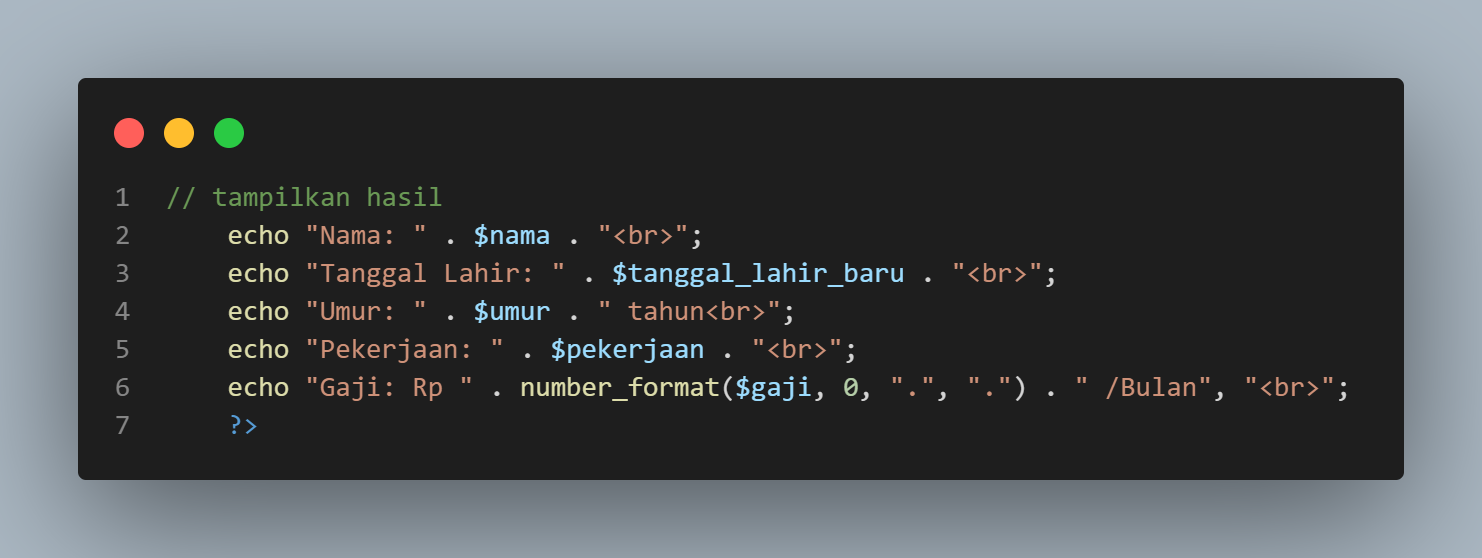 1 // tampilkan hasil
2 echo "Nama: " . $nama . "<br>";
3 echo "Tanggal Lahir: " . $tanggal_lahir_baru . "<br>";
4 echo "Umur: " . $umur . " tahun<br>";
5 echo "Pekerjaan: " . $pekerjaan . "<br>";
6 echo "Gaji: Rp " . number_format($gaji, 0, ".", ".") . " /Bulan", "<br>";
7 ?>